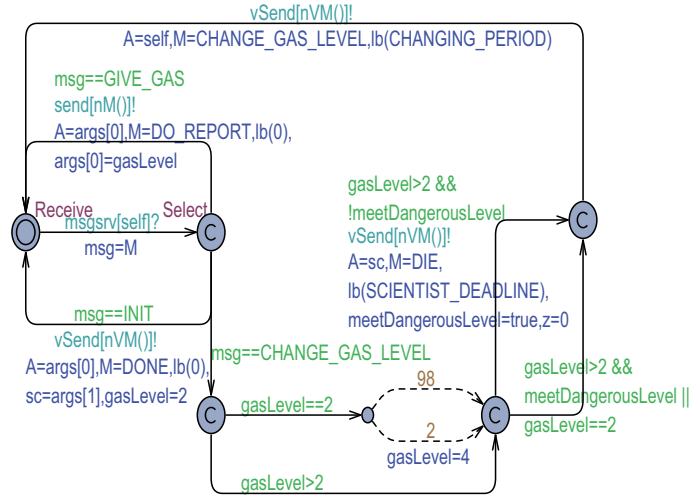 vSend[nVM()]!
A=self,M=CHANGE_GAS_LEVEL,lb(CHANGING_PERIOD)
msg==GIVE_GAS
send[nM()]!
A=args[0],M=DO_REPORT,lb(0),
args[0]=gasLevel
Receive
msgsrv[self]?
Select
msg=M
C
gasLevel>2 &&
!meetDangerousLevel
vSend[nVM()]!
A=sc,M=DIE,
lb(SCIENTIST_DEADLINE),
meetDangerousLevel=true,z=0
C
msg==INIT
vSend[nVM()]!
A=args[0],M=DONE,lb(0),
sc=args[1],gasLevel=2
msg==CHANGE_GAS_LEVEL
C
gasLevel==2
98
2
gasLevel=4
C
gasLevel>2 &&
meetDangerousLevel ||
gasLevel==2
gasLevel>2